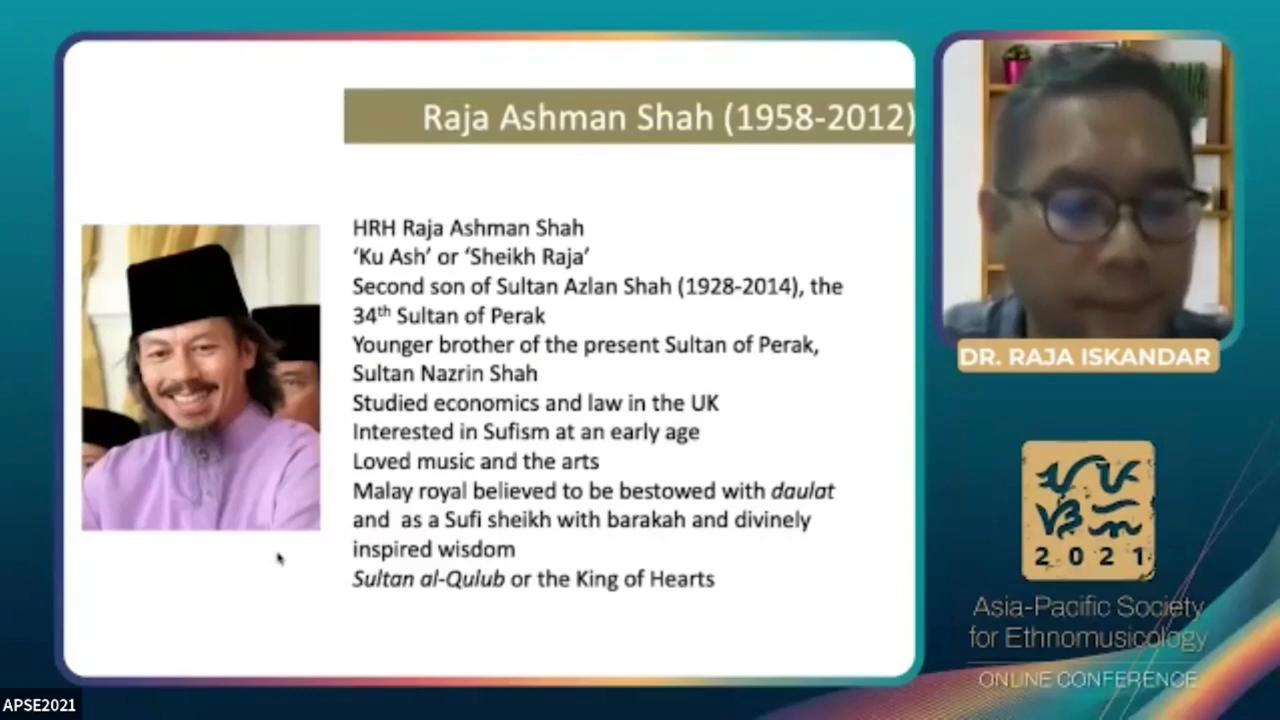 Raja Ashman Shah (1958-2012)
HRH Raja Ashman Shah
‘Ku Ash’ or ‘Sheikh Raja’
Second son of Sultan Azlan Shah (1928-2014), the
34th Sultan of Perak
Younger brother of the present Sultan of Perak,
Sultan Nazrin Shah
Studied economics and law in the UK
Interested in Sufism at an early age
Loved music and the arts
Malay royal believed to be bestowed with daulat
and as a Sufi sheikh with barakah and divinely
inspired wisdom
Sultan al-Qulub or the King of Hearts
DR. RAJA ISKANDAR
2021
Asia-Pacific Society
for Ethnomusicology
ONLINE CONFERENCE
APSE2021